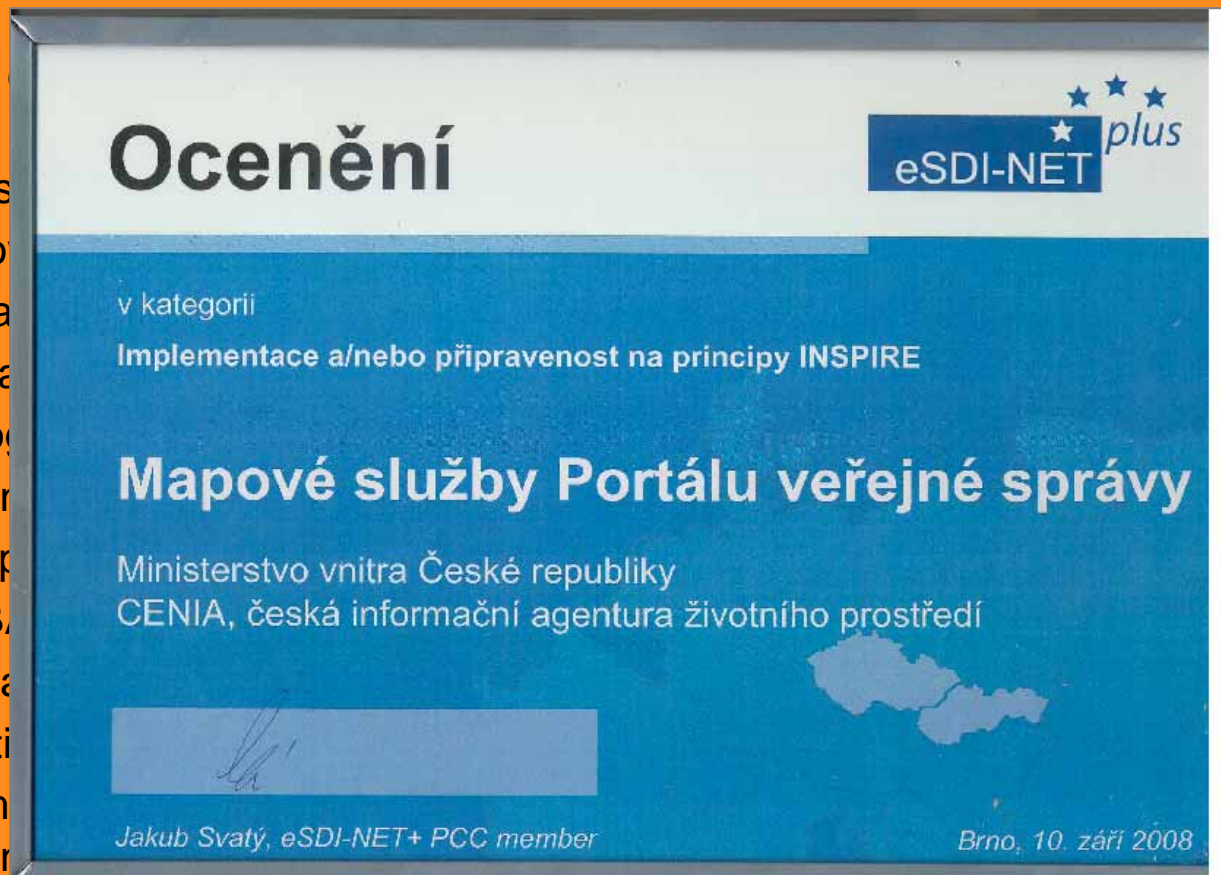 Ocenění
plus
eSDI-NET
v kategorii
Implementace a/nebo připravenost na principy INSPIRE
Mapové služby Portálu veřejné správy
Ministerstvo vnitra České republiky
CENIA, česká informační agentura životního prostředí
Jakub Svatý, eSDI-NET+ PCC member
Brno, 10. září 2008